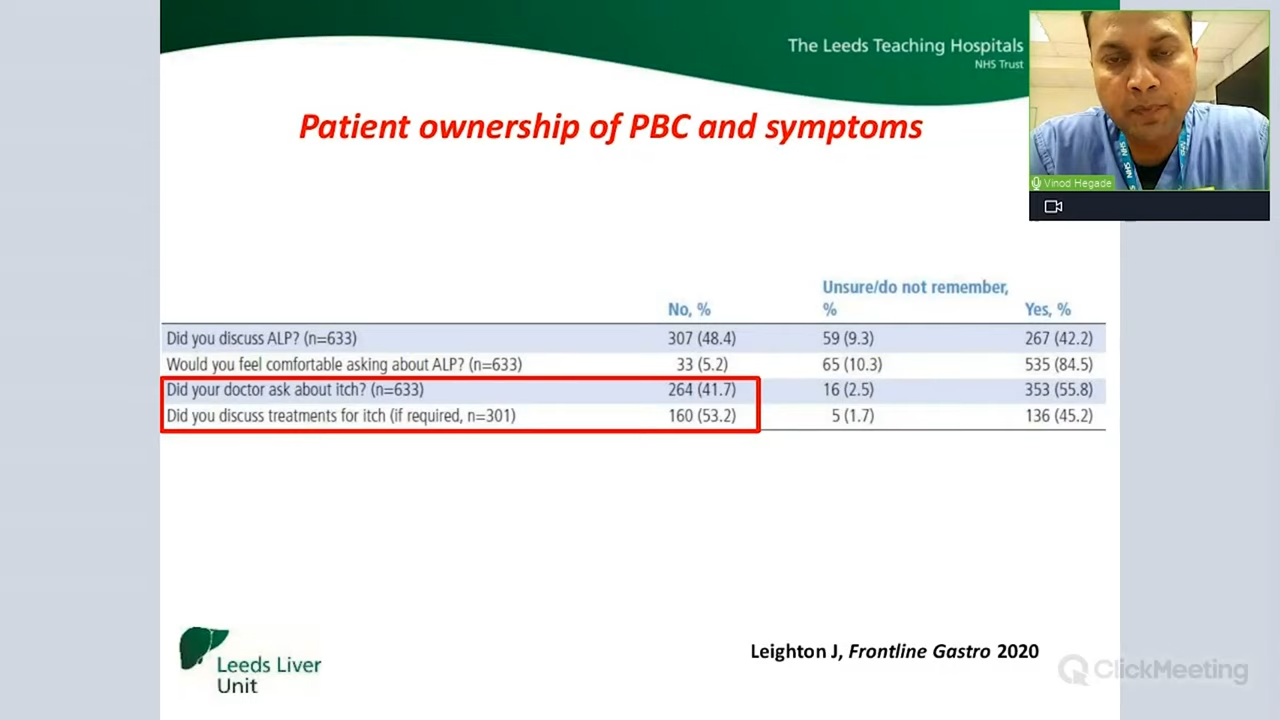 The Leeds Teaching Hospitals
NHS Trust
Patient ownership of PBC and symptoms
NHS
NHS
Vinod Hegade
Unsure/do not remember,
No, % % Yes, %
Did you discuss ALP? (n=633) 307 (48.4) 59 (9.3) 267 (42.2)
Would you feel comfortable asking about ALP? (n=633) 33 (5.2) 65 (10.3) 535 (84.5)
Did your doctor ask about itch? (n=633) 264 (41.7) 16 (2.5) 353 (55.8)
Did you discuss treatments for itch (if required, n=301) 160 (53.2) 5 (1.7) 136 (45.2)
Leeds Liver
Unit
Leighton J, Frontline Gastro 2020
ClickMeeting